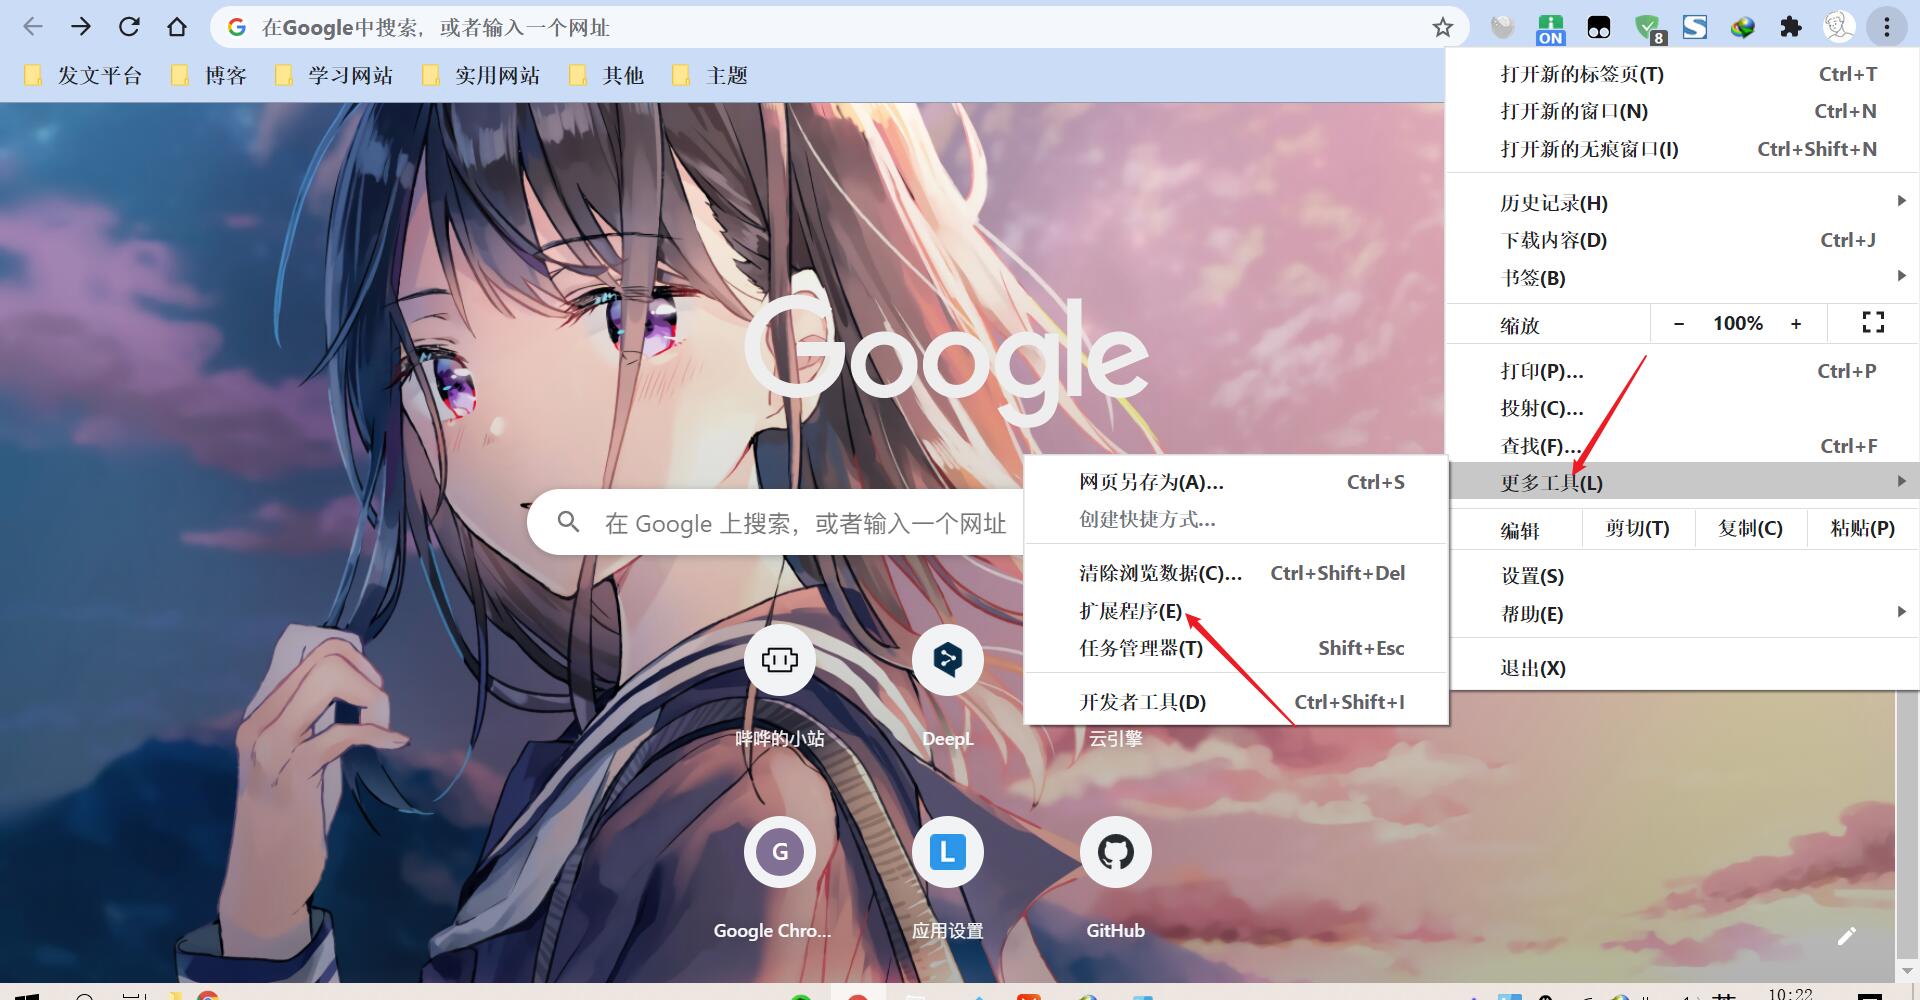 在Google中搜索，或者输入一个网址
ON
8
发文平台 博客 学习网站 实用网站 其他 主题
打开新的标签页(T) Ctrl+T
打开新的窗口(N) Ctrl+N
打开新的无痕窗口(I) Ctrl+Shift+N
历史记录(H)
下载内容(D) Ctrl+J
书签(B)
缩放 − 100% +
打印(P)... Ctrl+P
投射(C)...
查找(F)... Ctrl+F
更多工具(L)
编辑 剪切(T) 复制(C) 粘贴(P)
设置(S)
帮助(E)
退出(X)
网页另存为(A)... Ctrl+S
创建快捷方式...
清除浏览数据(C)... Ctrl+Shift+Del
扩展程序(E)
任务管理器(T) Shift+Esc
开发者工具(D) Ctrl+Shift+I
Google
在 Google 上搜索，或者输入一个网址
哔哗的小站 DeepL 云引擎
G
L
Google Chro... 应用设置 GitHub
10:22